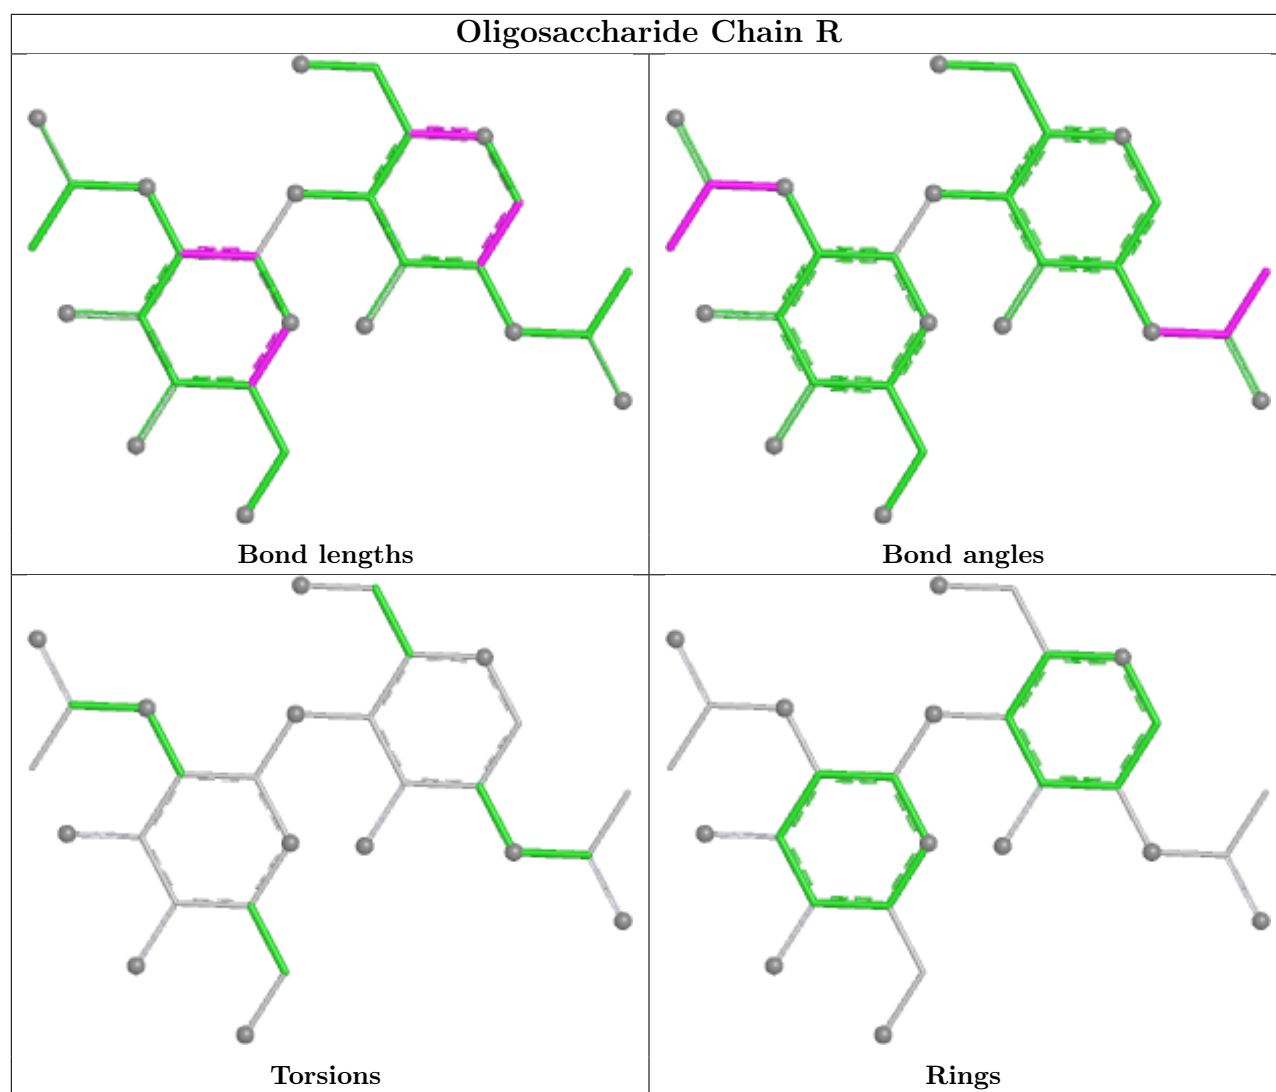 Oligosaccharide Chain R
Bond lengths
Bond angles
Torsions
Rings